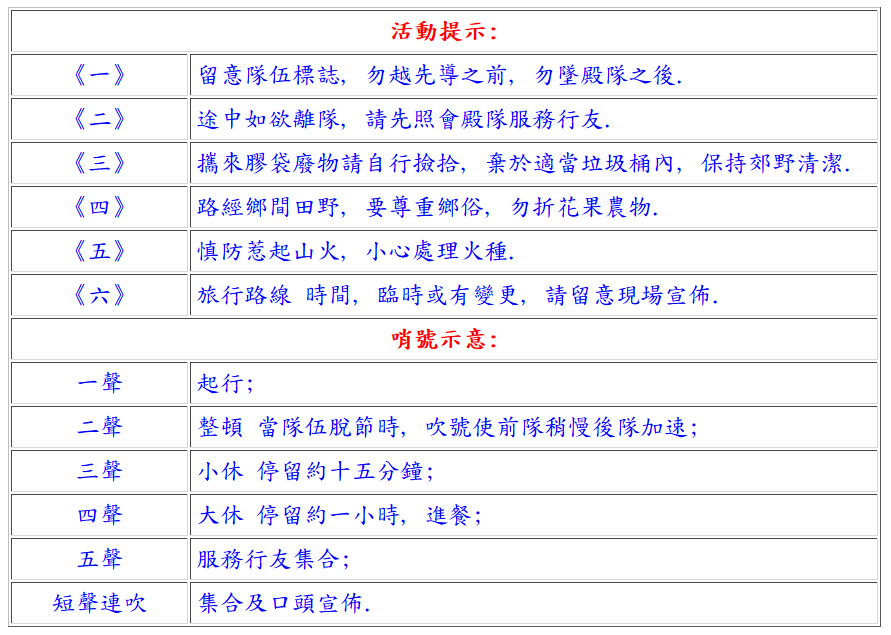 活動提示:
《一》 留意隊伍標誌, 勿越先導之前, 勿墜殿隊之後.
《二》 途中如欲離隊, 請先照會殿隊服務行友.
《三》 攜來膠袋廢物請自行撿拾, 棄於適當垃圾桶內, 保持郊野清潔.
《四》 路經鄉間田野, 要尊重鄉俗, 勿折花果農物.
《五》 慎防惹起山火, 小心處理火種.
《六》 旅行路線 時間, 臨時或有變更, 請留意現場宣佈.
哨號示意:
一聲 起行;
二聲 整頓 當隊伍脫節時, 吹號使前隊稍慢後隊加速;
三聲 小休 停留約十五分鐘;
四聲 大休 停留約一小時, 進餐;
五聲 服務行友集合;
短聲連吹 集合及口頭宣佈.